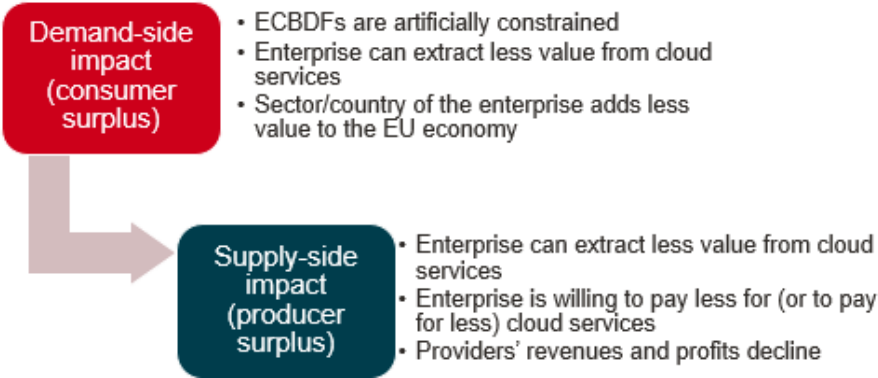 Demand-side
impact
(consumer
surplus)
• ECBDFs are artificially constrained
• Enterprise can extract less value from cloud
services
• Sector/country of the enterprise adds less
value to the EU economy
Supply-side
impact
(producer
surplus)
• Enterprise can extract less value from cloud
services
• Enterprise is willing to pay less for (or to pay
for less) cloud services
• Providers' revenues and profits decline